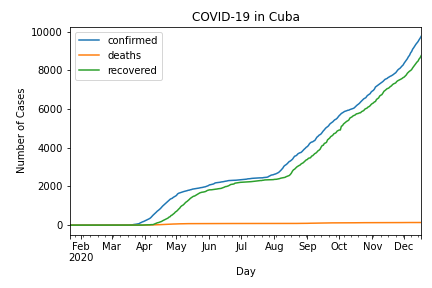 COVID-19 in Cuba
10000
8000
6000
4000
2000
0
Number of Cases
confirmed
deaths
recovered
Feb Mar Apr May Jun Jul Aug Sep Oct Nov Dec
2020
Day